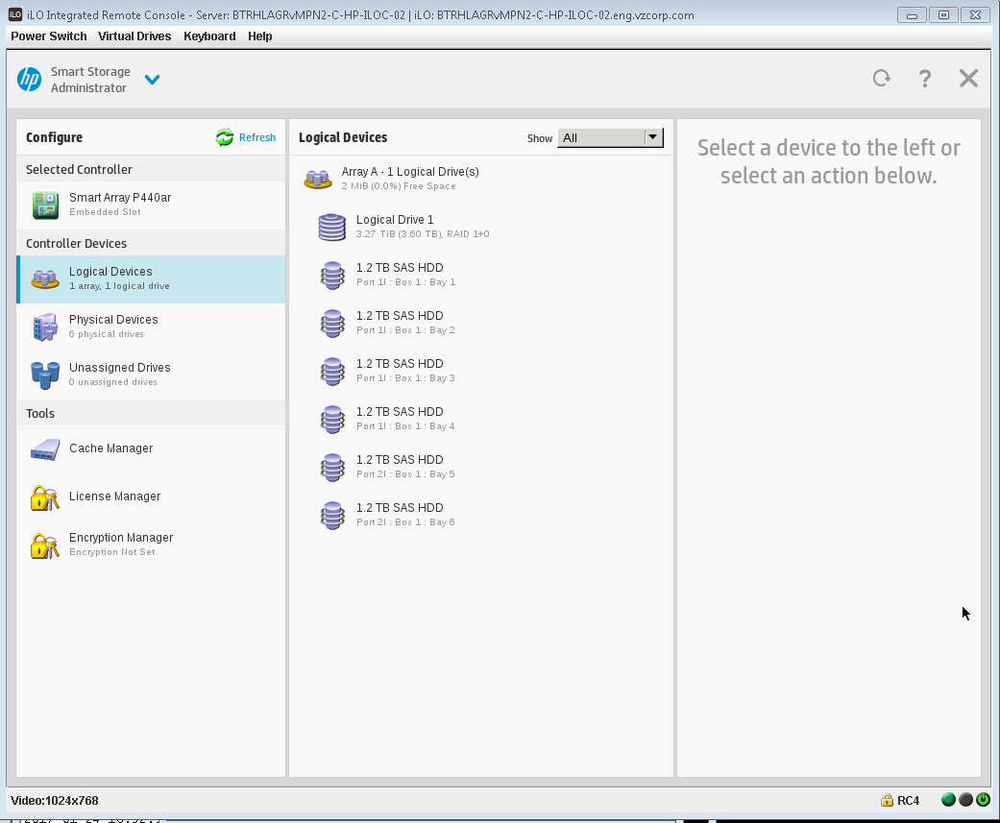 iLO Integrated Remote Console - Server: BTRHLAGRvMPN2-C-HP-ILOC-02 | iLO: BTRHLAGRvMPN2-C-HP-ILOC-02.eng.vzcorp.com
Power Switch Virtual Drives Keyboard Help
hp Smart Storage
Administrator
?
Configure
Refresh
Selected Controller
Smart Array P440ar
Embedded Slot
Controller Devices
Logical Devices
1 array, 1 logical drive
Physical Devices
6 physical drives
Unassigned Drives
0 unassigned drives
Tools
Cache Manager
License Manager
Encryption Manager
Encryption Not Set
Logical Devices
Show All
Array A - 1 Logical Drive(s)
2 MiB (0.0%) Free Space
Logical Drive 1
3.27 TiB (3.60 TB), RAID 1+0
1.2 TB SAS HDD
Port 1I : Box 1 : Bay 1
1.2 TB SAS HDD
Port 1I : Box 1 : Bay 2
1.2 TB SAS HDD
Port 1I : Box 1 : Bay 3
1.2 TB SAS HDD
Port 1I : Box 1 : Bay 4
1.2 TB SAS HDD
Port 2I : Box 1 : Bay 5
1.2 TB SAS HDD
Port 2I : Box 1 : Bay 6
Select a device to the left or
select an action below.
Video:1024x768
RC4